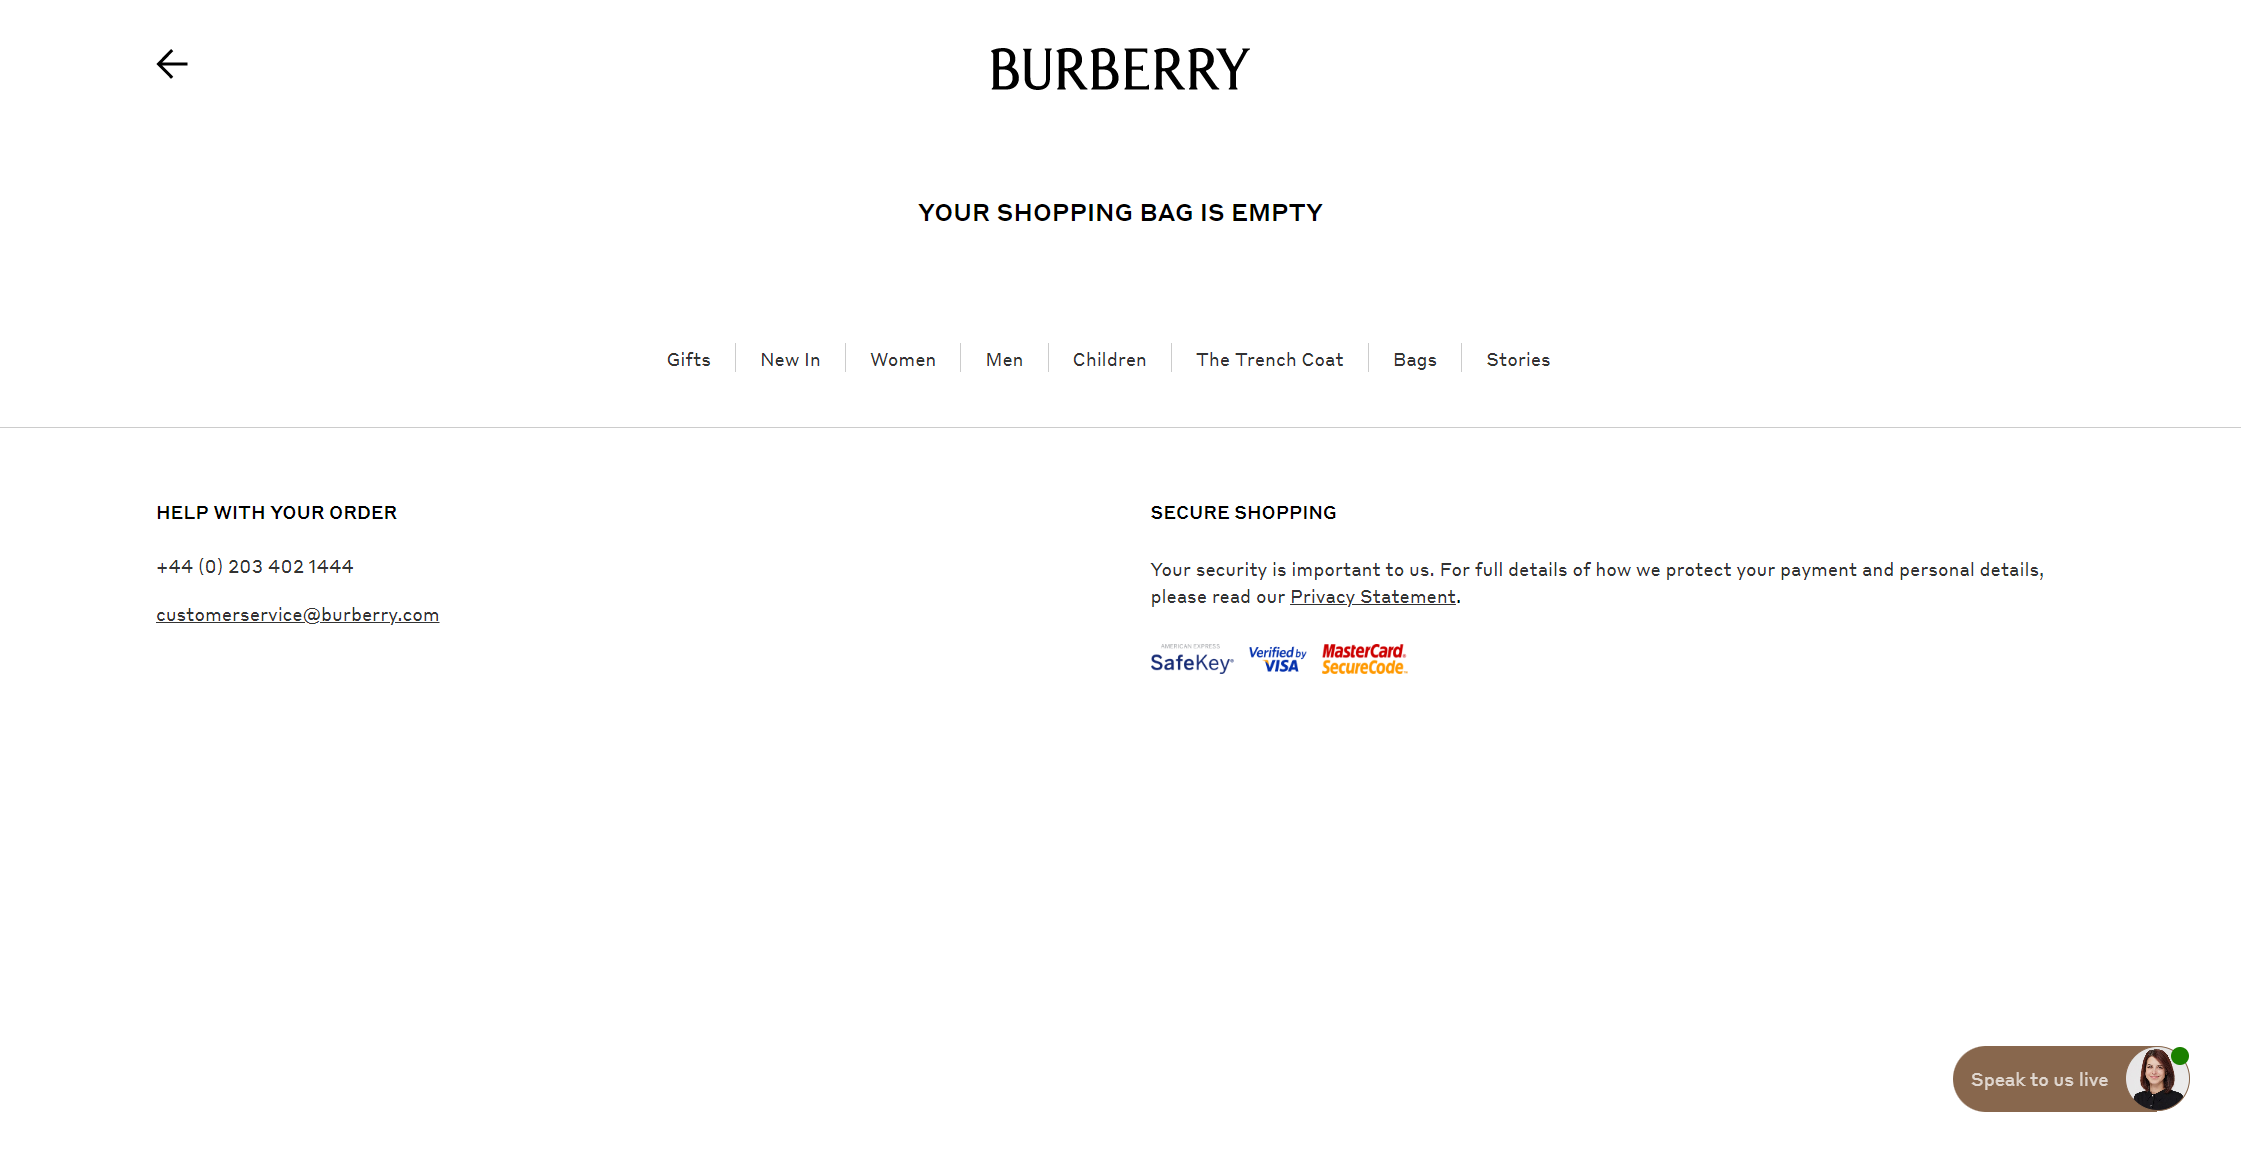 BURBERRY
YOUR SHOPPING BAG IS EMPTY
Gifts
New In
Women
Men
Children
The Trench Coat
Bags
Stories
HELP WITH YOUR ORDER
+44 (0) 203 402 1444
customerservice@burberry.com
SECURE SHOPPING
Your security is important to us. For full details of how we protect your payment and personal details,
please read our Privacy Statement.
AMERICAN EXPRESS
SafeKey®
Verified by
VISA
MasterCard.
SecureCode.
Speak to us live